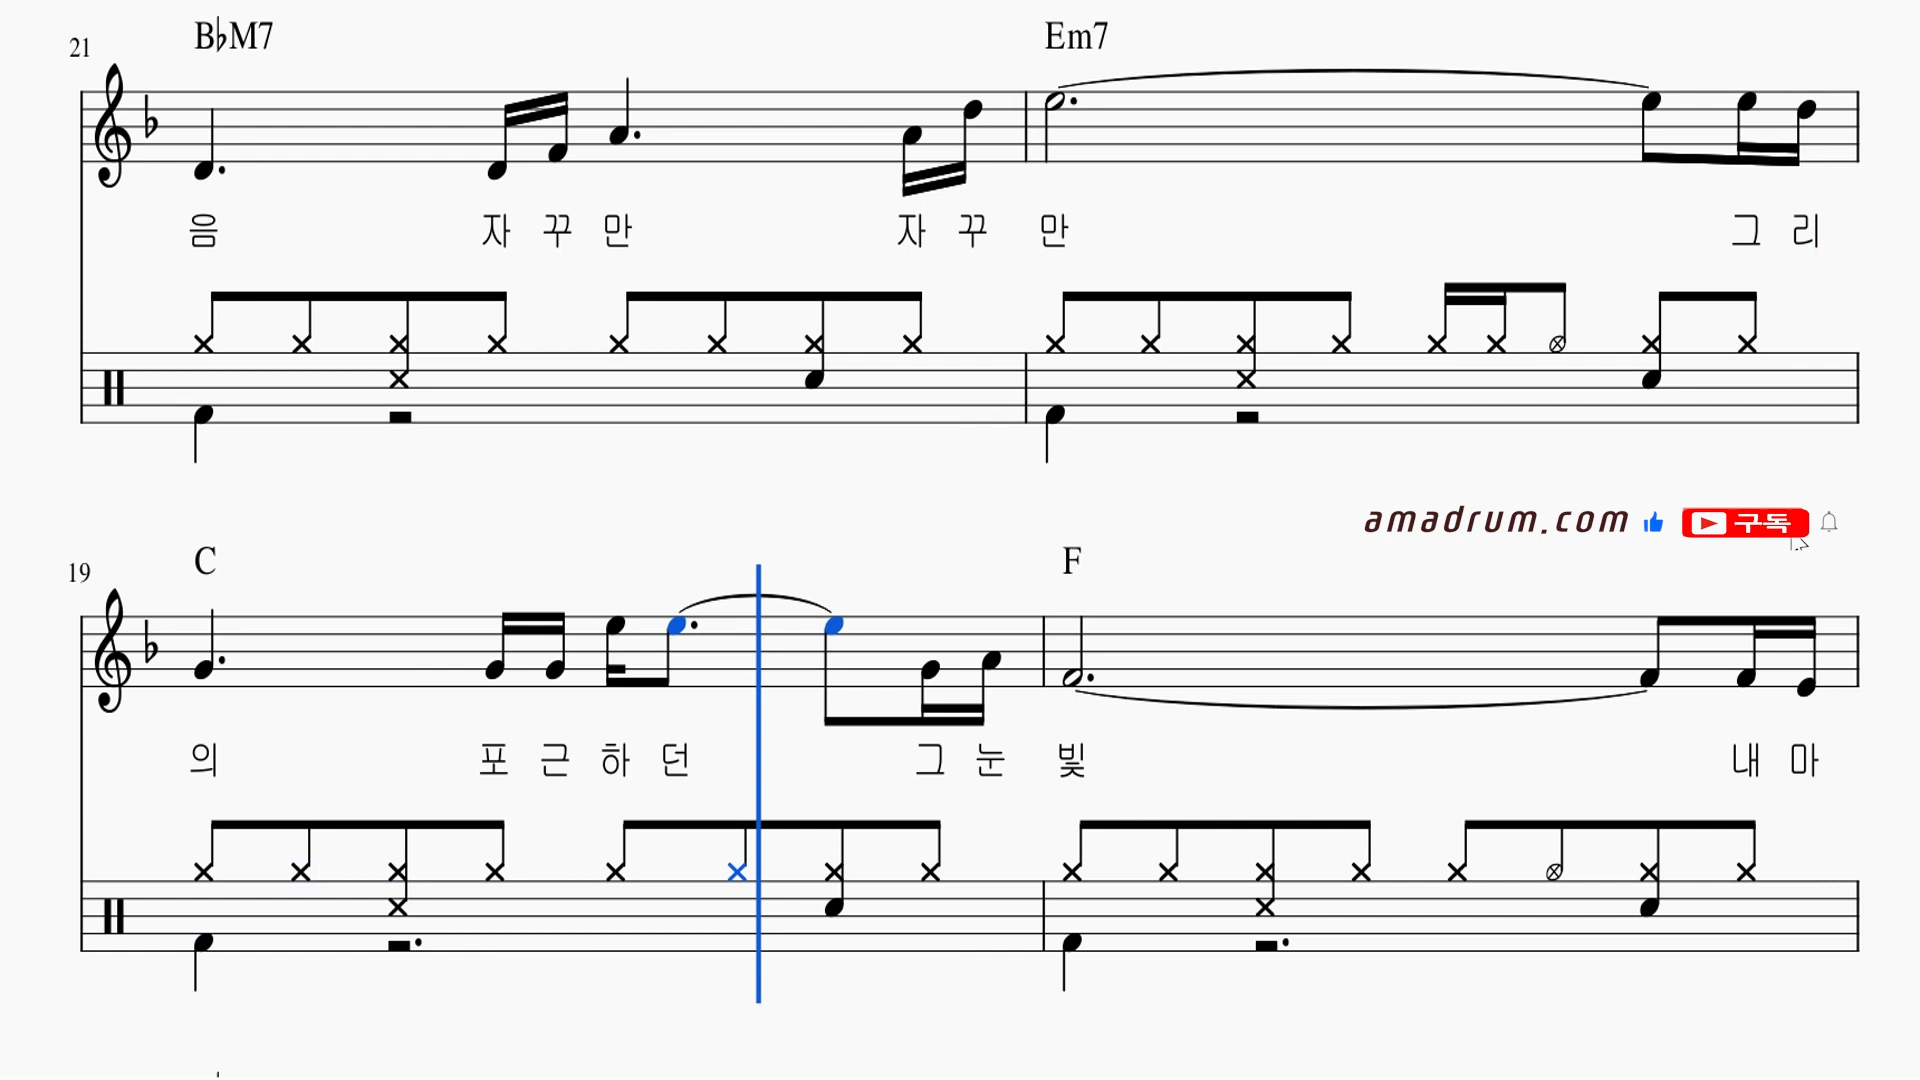 21 B♭M7 Em7
음 자 꾸 만 자 꾸 만 그 리
amadrum.com 구독
19 C F
의 포 근 하 던 그 눈 빛 내 마